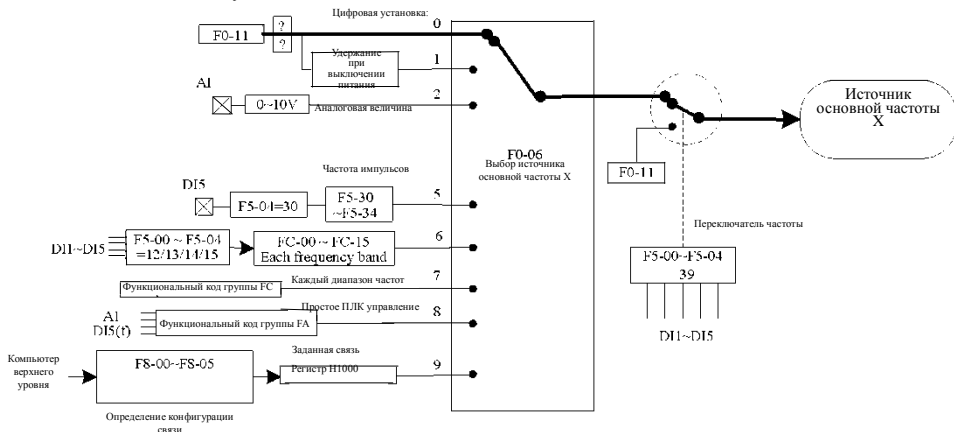 Цифровая установка:
0
F0-11
?
?
Удержание
при
выключении
питания
1
AI
0~10V
Аналоговая величина
2
Источник
основной частоты
X
F0-06
Выбор источника
основной частоты X
F0-11
Частота импульсов
DI5
F5-04=30
F5-30
~F5-34
5
Переключатель частоты
DI1~DI5
F5-00 ~ F5-04
=12/13/14/15
FC-00 ~ FC-15
Each frequency band
6
F5-00~F5-04
39
DI1~DI5
Каждый диапазон частот
7
Функциональный код группы FC
Простое ПЛК управление
8
AI
DI5(f)
Функциональный код группы FA
Компьютер
верхнего
уровня
F8-00~F8-05
Заданная связь
Регистр H1000
9
Определение конфигурации
связи